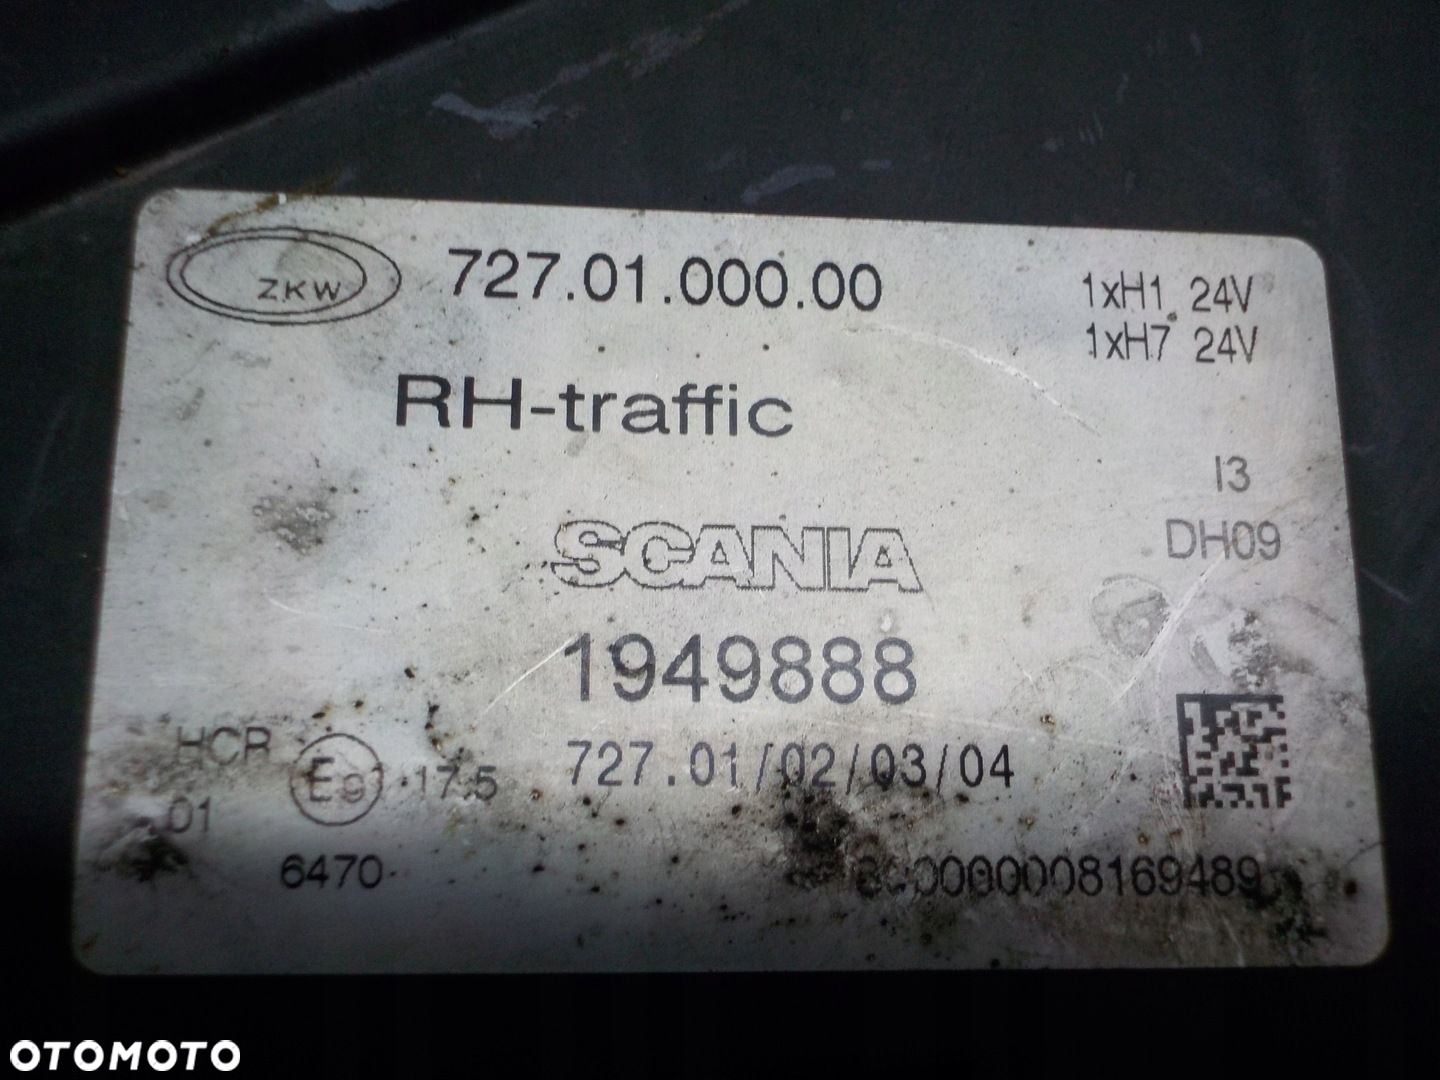 ZKW 727.01.000.00
1xH1 24V
1xH7 24V
RH-traffic
I3
DH09
SCANIA
1949888
HCR E9 17.5
727.01/02/03/04
01
6470
OTOMOTO